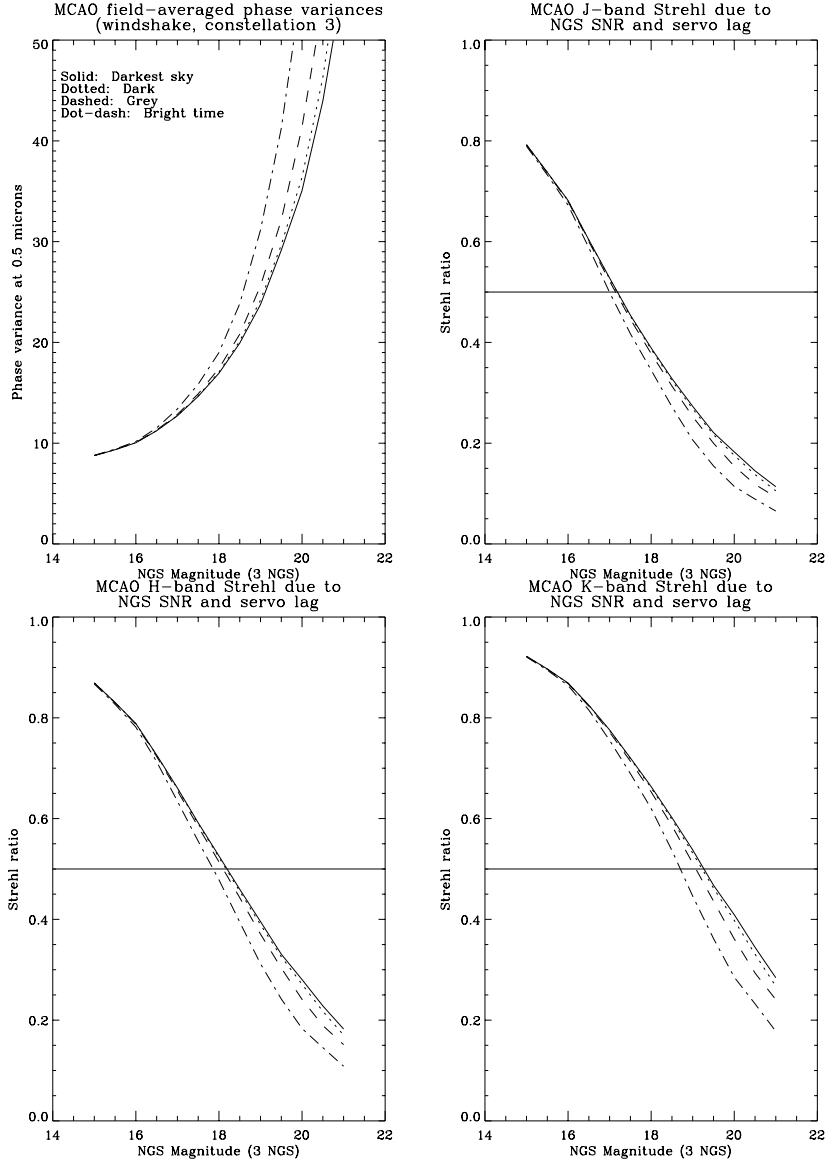 MCAO field-averaged phase variances
(windshake, constellation 3)
50
40
30
20
10
0
Phase variance at 0.5 microns
Solid: Darkest sky
Dotted: Dark
Dashed: Grey
Dot-dash: Bright time
14 16 18 20 22
NGS Magnitude (3 NGS)
MCAO J-band Strehl due to
NGS SNR and servo lag
1.0
0.8
0.6
0.4
0.2
0.0
Strehl ratio
14 16 18 20 22
NGS Magnitude (3 NGS)
MCAO H-band Strehl due to
NGS SNR and servo lag
1.0
0.8
0.6
0.4
0.2
0.0
Strehl ratio
14 16 18 20 22
NGS Magnitude (3 NGS)
MCAO K-band Strehl due to
NGS SNR and servo lag
1.0
0.8
0.6
0.4
0.2
0.0
Strehl ratio
14 16 18 20 22
NGS Magnitude (3 NGS)